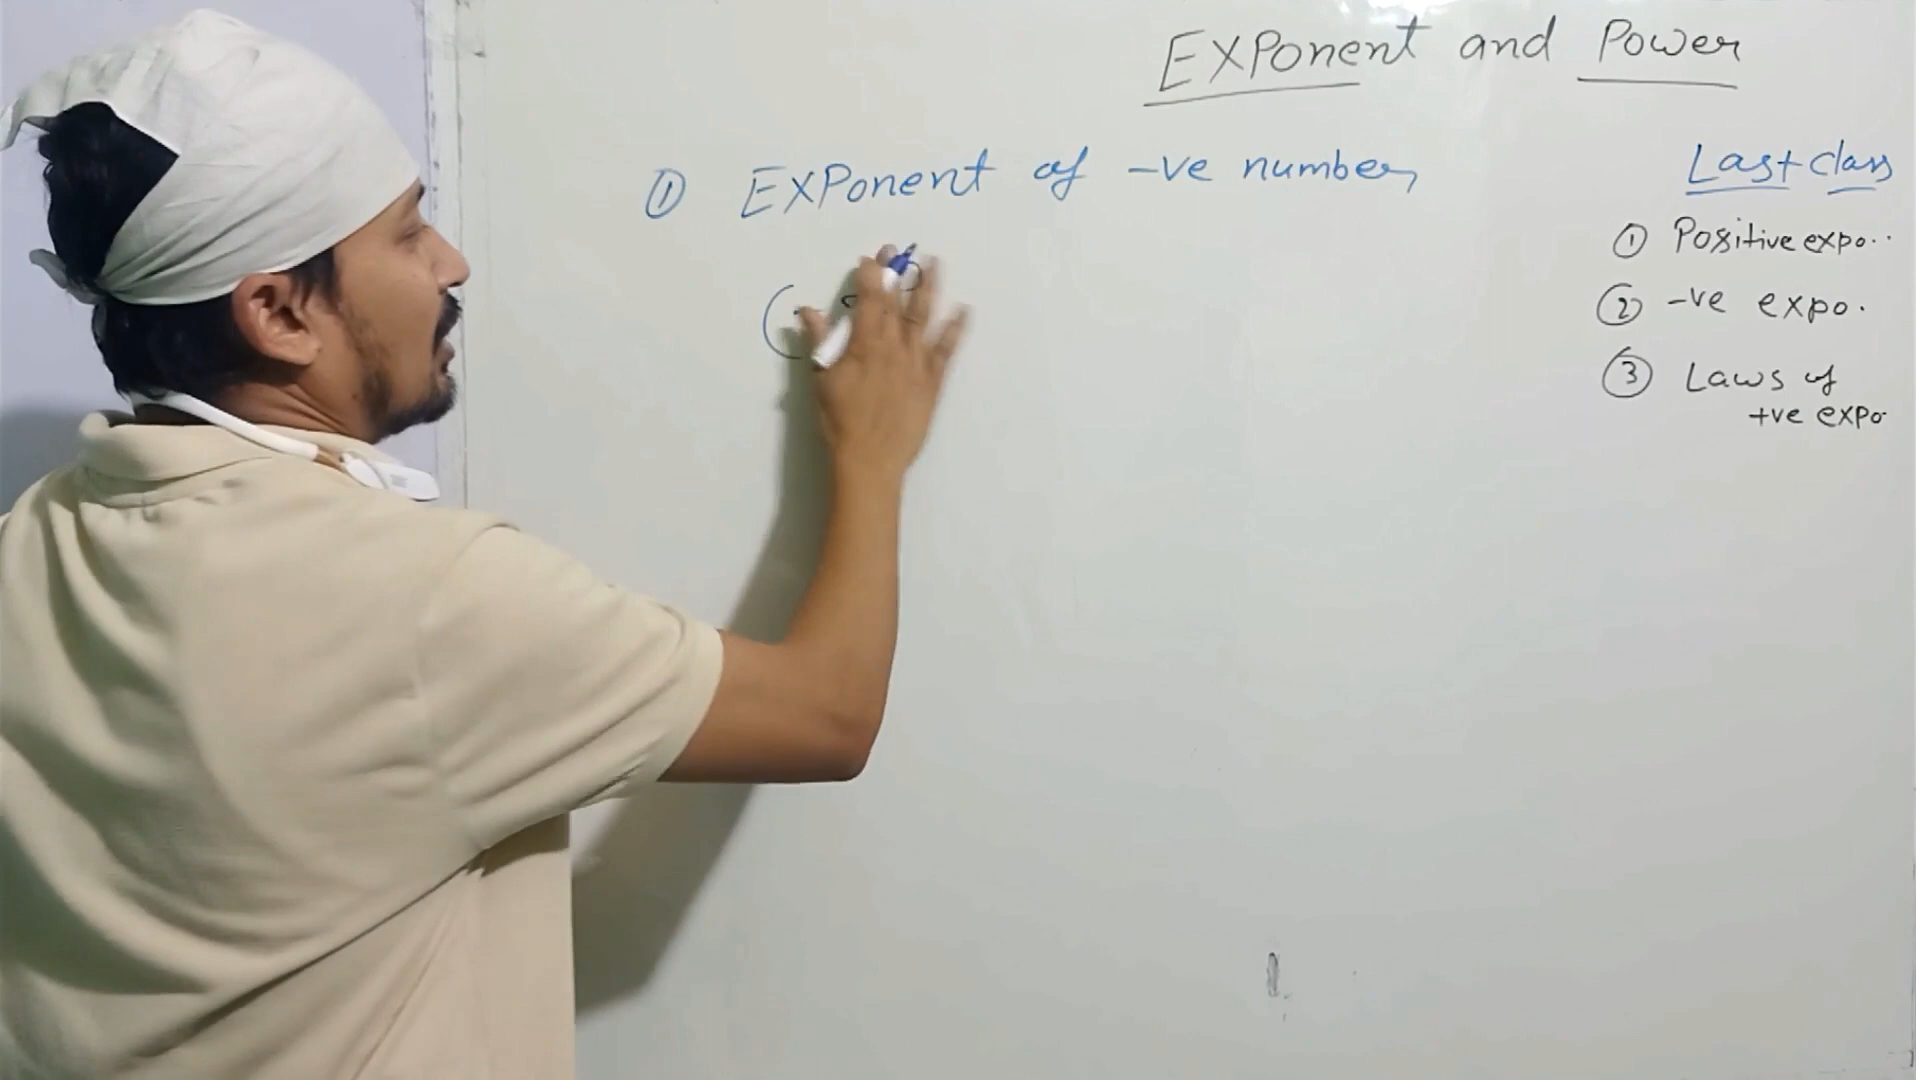 EXPonent and Power
① EXPonent of -ve number,
(
Last class
① Positive expo..
② -ve expo.
③ Laws of
+ve expo.